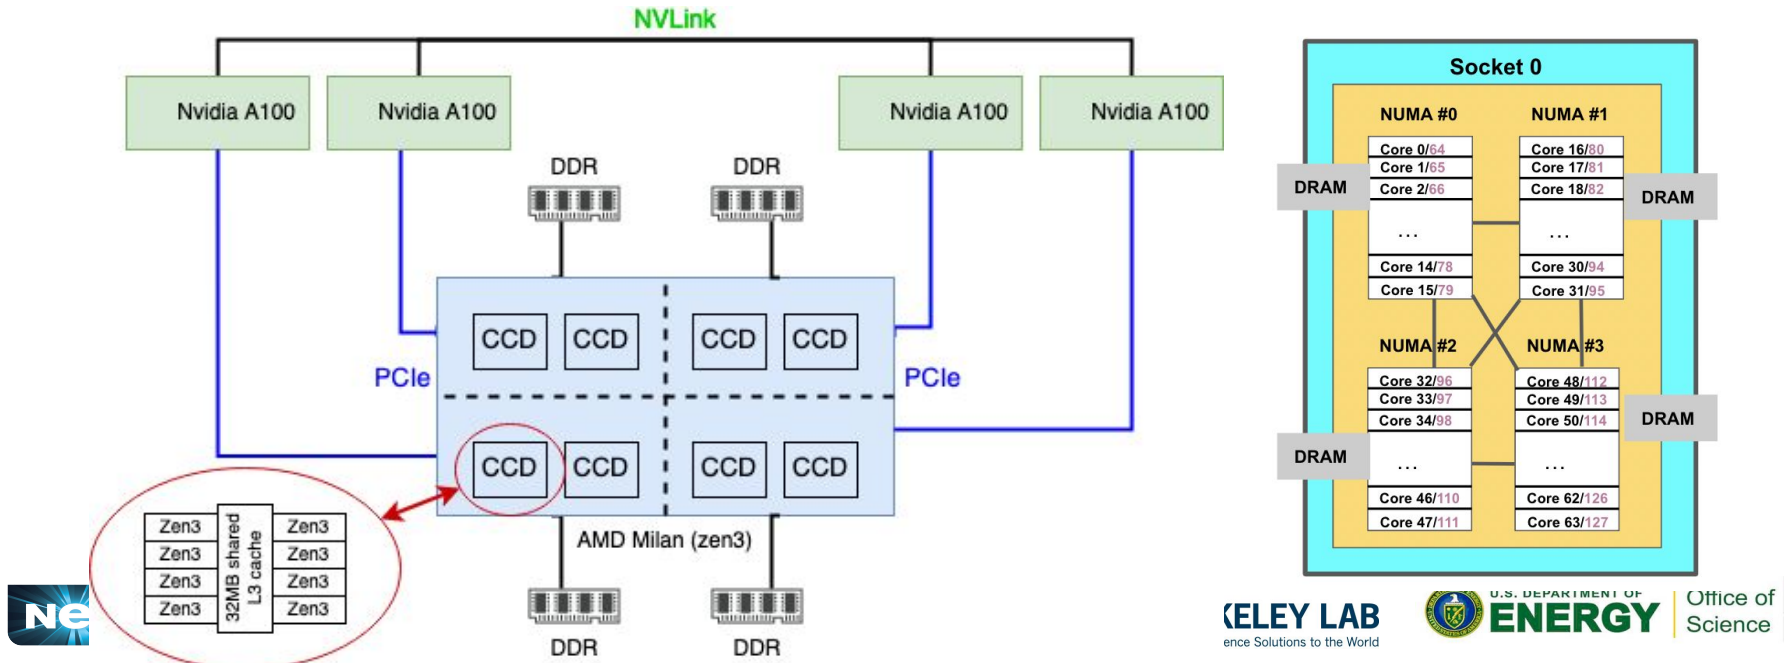 NVLink
Nvidia A100
Nvidia A100
Nvidia A100
Nvidia A100
DDR
DDR
CCD
CCD
CCD
CCD
PCIe
PCIe
CCD
CCD
CCD
CCD
AMD Milan (zen3)
DDR
DDR
Zen3
Zen3
Zen3
Zen3
32MB shared
L3 cache
Zen3
Zen3
Zen3
Zen3
Socket 0
NUMA #0
NUMA #1
Core 0/64
Core 1/65
Core 2/66
...
Core 14/78
Core 15/79
Core 16/80
Core 17/81
Core 18/82
...
Core 30/94
Core 31/95
DRAM
DRAM
NUMA #2
NUMA #3
Core 32/96
Core 33/97
Core 34/98
...
Core 46/110
Core 47/111
Core 48/112
Core 49/113
Core 50/114
...
Core 62/126
Core 63/127
DRAM
DRAM
Ne
KELEY LAB
ence Solutions to the World
U.S. DEPARTMENT OF
ENERGY
Office of
Science